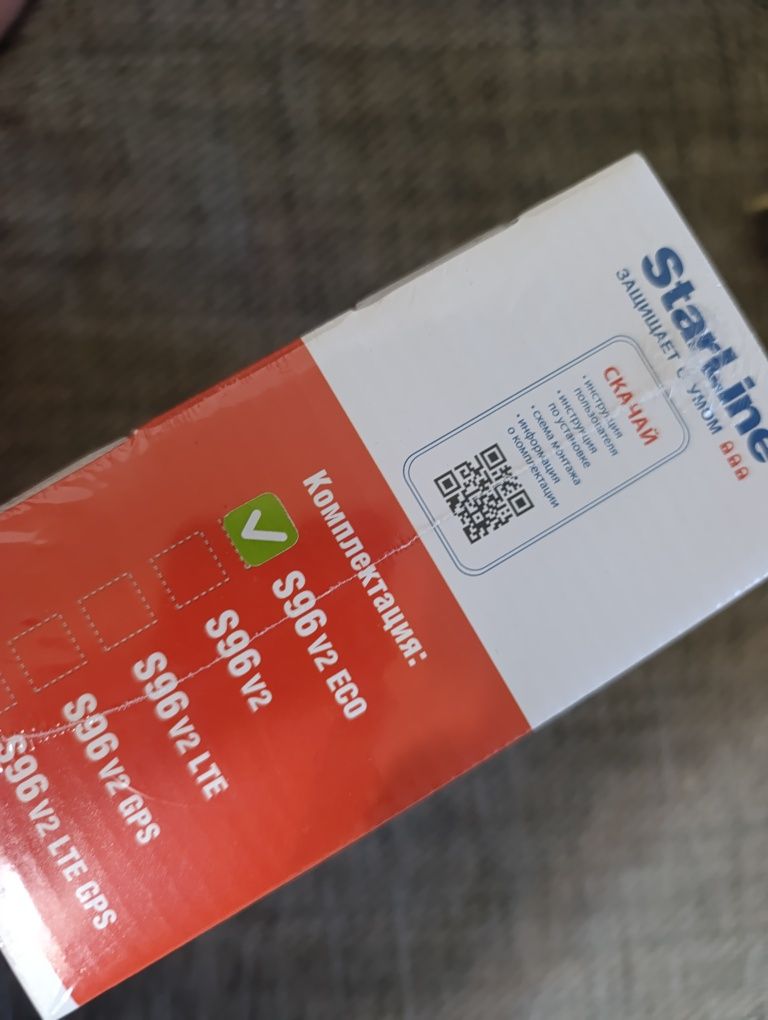 StarLine
ЗАЩИЩАЕТ С УМОМ
СКАЧАЙ
• инструкция
пользователя
• инструкция
по установке
• схема монтажа
• информация
о комплектации
Комплектация:
S96 v2 ECO
S96 v2
S96 v2 LTE
S96 v2 GPS
S96 v2 LTE GPS